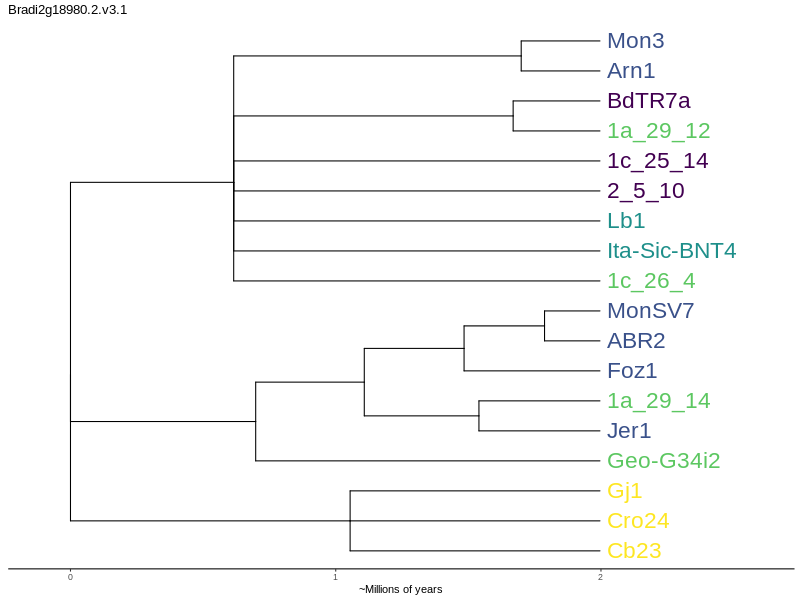 Bradi2g18980.2.v3.1
Mon3
Arn1
BdTR7a
1a_29_12
1c_25_14
2_5_10
Lb1
Ita-Sic-BNT4
1c_26_4
MonSV7
ABR2
Foz1
1a_29_14
Jer1
Geo-G34i2
Gj1
Cro24
Cb23
0 1 2
~Millions of years